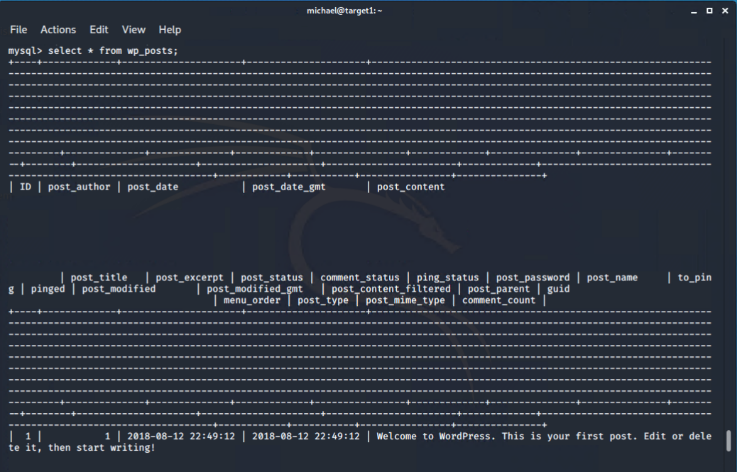 michael@target1: ~
File Actions Edit View Help
mysql> select * from wp_posts;
| ID | post_author | post_date | post_date_gmt | post_content
| post_title | post_excerpt | post_status | comment_status | ping_status | post_password | post_name | to_pin
g | pinged | post_modified | post_modified_gmt | post_content_filtered | post_parent | guid
| menu_order | post_type | post_mime_type | comment_count |
| 1 | 1 | 2018-08-12 22:49:12 | 2018-08-12 22:49:12 | Welcome to WordPress. This is your first post. Edit or dele
te it, then start writing!